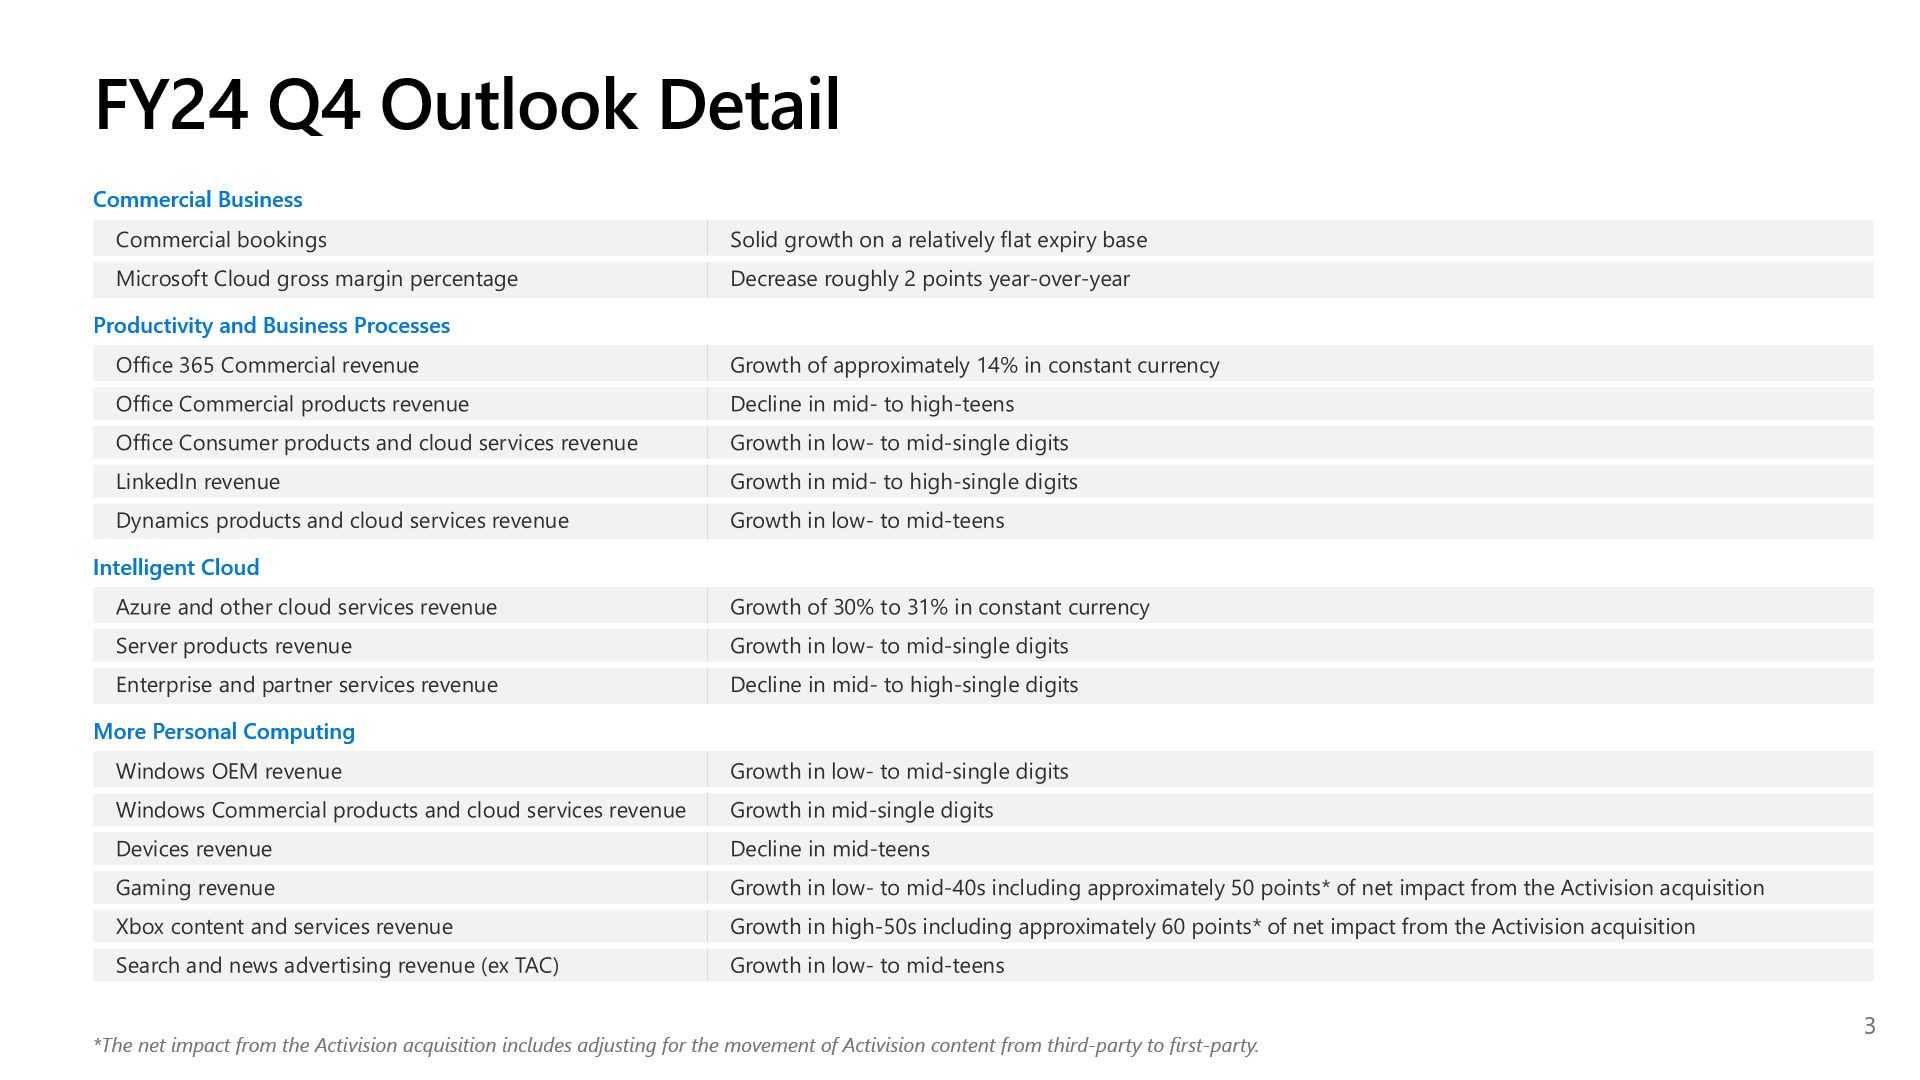 FY24 Q4 Outlook Detail
Commercial Business
Commercial bookings Solid growth on a relatively flat expiry base
Microsoft Cloud gross margin percentage Decrease roughly 2 points year-over-year
Productivity and Business Processes
Office 365 Commercial revenue Growth of approximately 14% in constant currency
Office Commercial products revenue Decline in mid- to high-teens
Office Consumer products and cloud services revenue Growth in low- to mid-single digits
LinkedIn revenue Growth in mid- to high-single digits
Dynamics products and cloud services revenue Growth in low- to mid-teens
Intelligent Cloud
Azure and other cloud services revenue Growth of 30% to 31% in constant currency
Server products revenue Growth in low- to mid-single digits
Enterprise and partner services revenue Decline in mid- to high-single digits
More Personal Computing
Windows OEM revenue Growth in low- to mid-single digits
Windows Commercial products and cloud services revenue Growth in mid-single digits
Devices revenue Decline in mid-teens
Gaming revenue Growth in low- to mid-40s including approximately 50 points* of net impact from the Activision acquisition
Xbox content and services revenue Growth in high-50s including approximately 60 points* of net impact from the Activision acquisition
Search and news advertising revenue (ex TAC) Growth in low- to mid-teens
3
*The net impact from the Activision acquisition includes adjusting for the movement of Activision content from third-party to first-party.